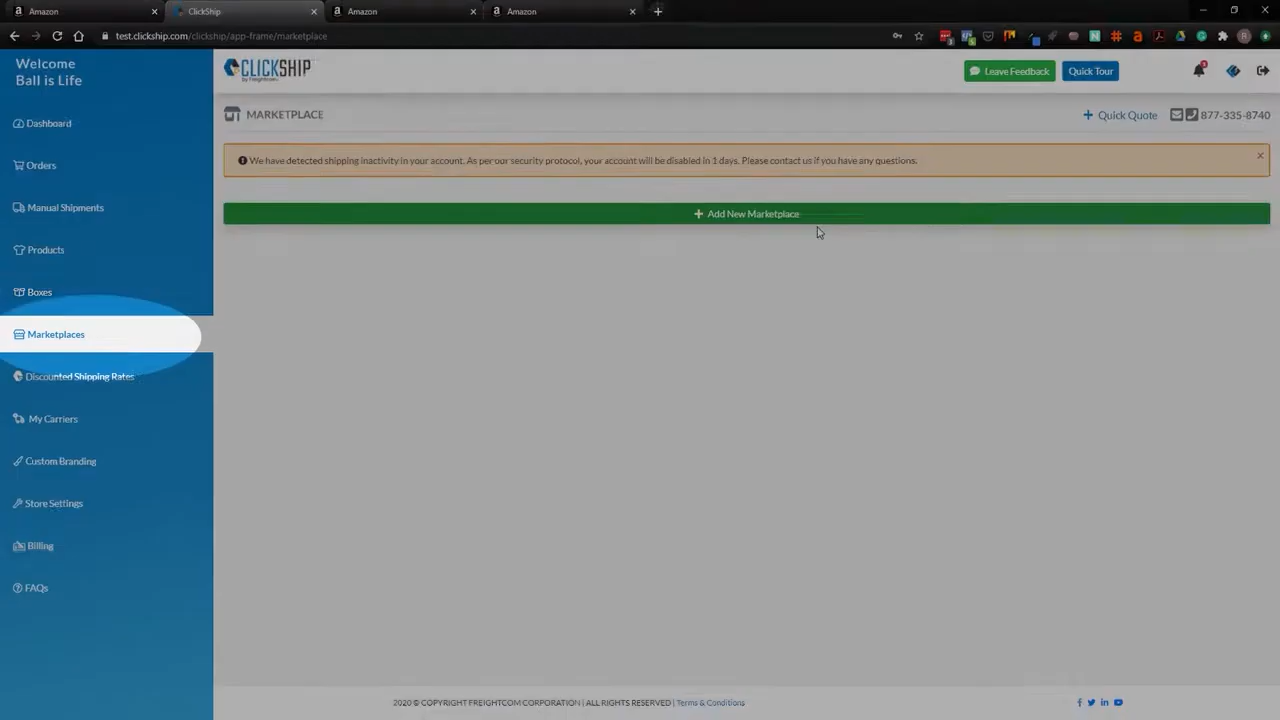 Amazon
ClickShip
Amazon
Amazon
test.clickship.com/clickship/app-frame/marketplace
Welcome
Ball is Life
CLICKSHIP
by Freightcom
Leave Feedback
Quick Tour
MARKETPLACE
Quick Quote
877-335-8740
We have detected shipping inactivity in your account. As per our security protocol, your account will be disabled in 1 days. Please contact us if you have any questions.
Add New Marketplace
Dashboard
Orders
Manual Shipments
Products
Boxes
Marketplaces
Discounted Shipping Rates
My Carriers
Custom Branding
Store Settings
Billing
FAQs
2020 © COPYRIGHT FREIGHTCOM CORPORATION | ALL RIGHTS RESERVED | Terms & Conditions